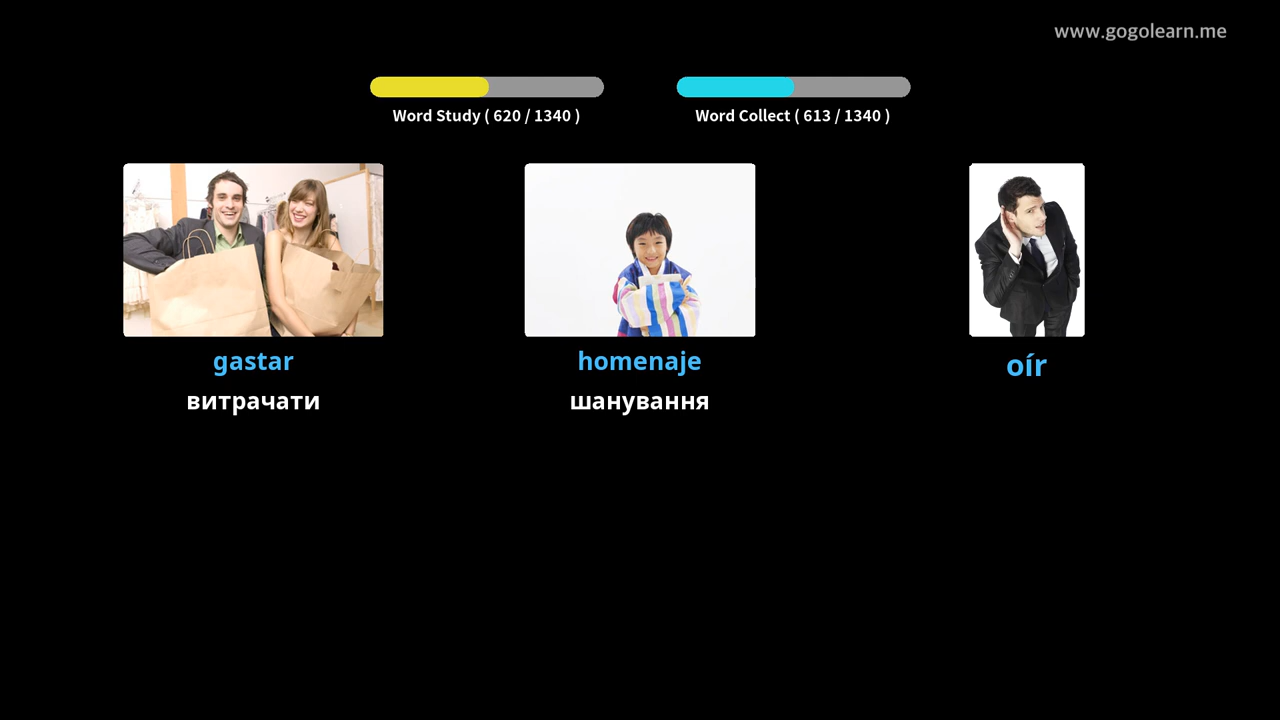 www.gogolearn.me
Word Study ( 620 / 1340 )
Word Collect ( 613 / 1340 )
gastar
homenaje
oír
витрачати
шанування